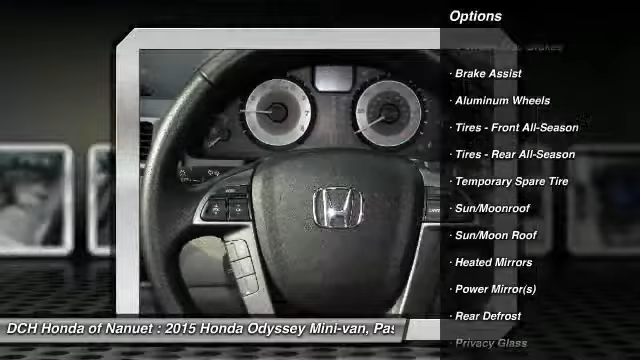 Options
Brakes
· Brake Assist
· Aluminum Wheels
· Tires - Front All-Season
· Tires - Rear All-Season
· Temporary Spare Tire
· Sun/Moonroof
· Sun/Moon Roof
· Heated Mirrors
· Power Mirror(s)
· Rear Defrost
· Privacy Glass
DCH Honda of Nanuet : 2015 Honda Odyssey Mini-van, Pas